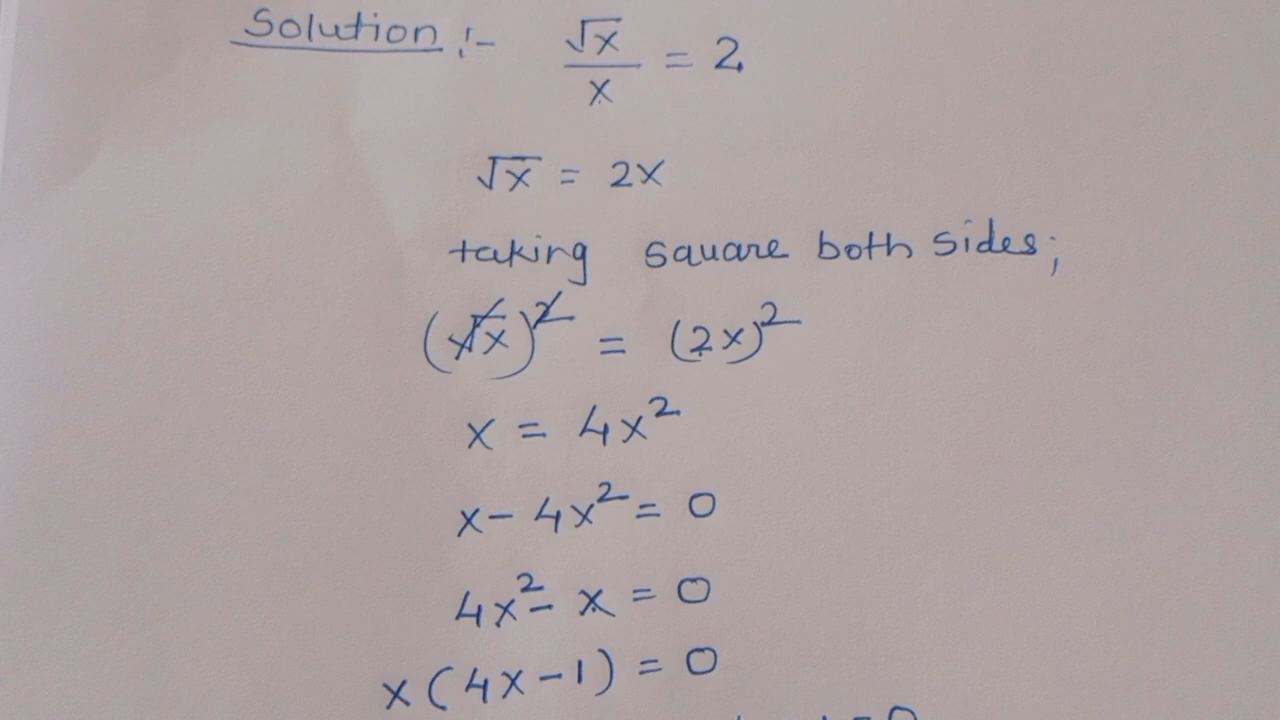 Solution :- √x/x = 2
√x = 2x
taking square both sides;
(√x)² = (2x)²
x = 4x²
x - 4x² = 0
4x² - x = 0
x(4x-1) = 0